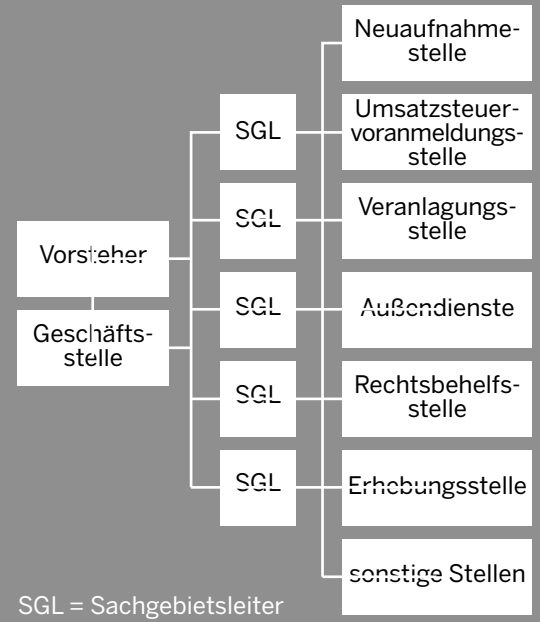 Vorsteher
Geschäfts-
stelle
SGL
SGL
SGL
SGL
SGL
Neuaufnahme-
stelle
Umsatzsteuer-
voranmeldungs-
stelle
Veranlagungs-
stelle
Außendienste
Rechtsbehelfs-
stelle
Erhebungsstelle
sonstige Stellen
SGL = Sachgebietsleiter